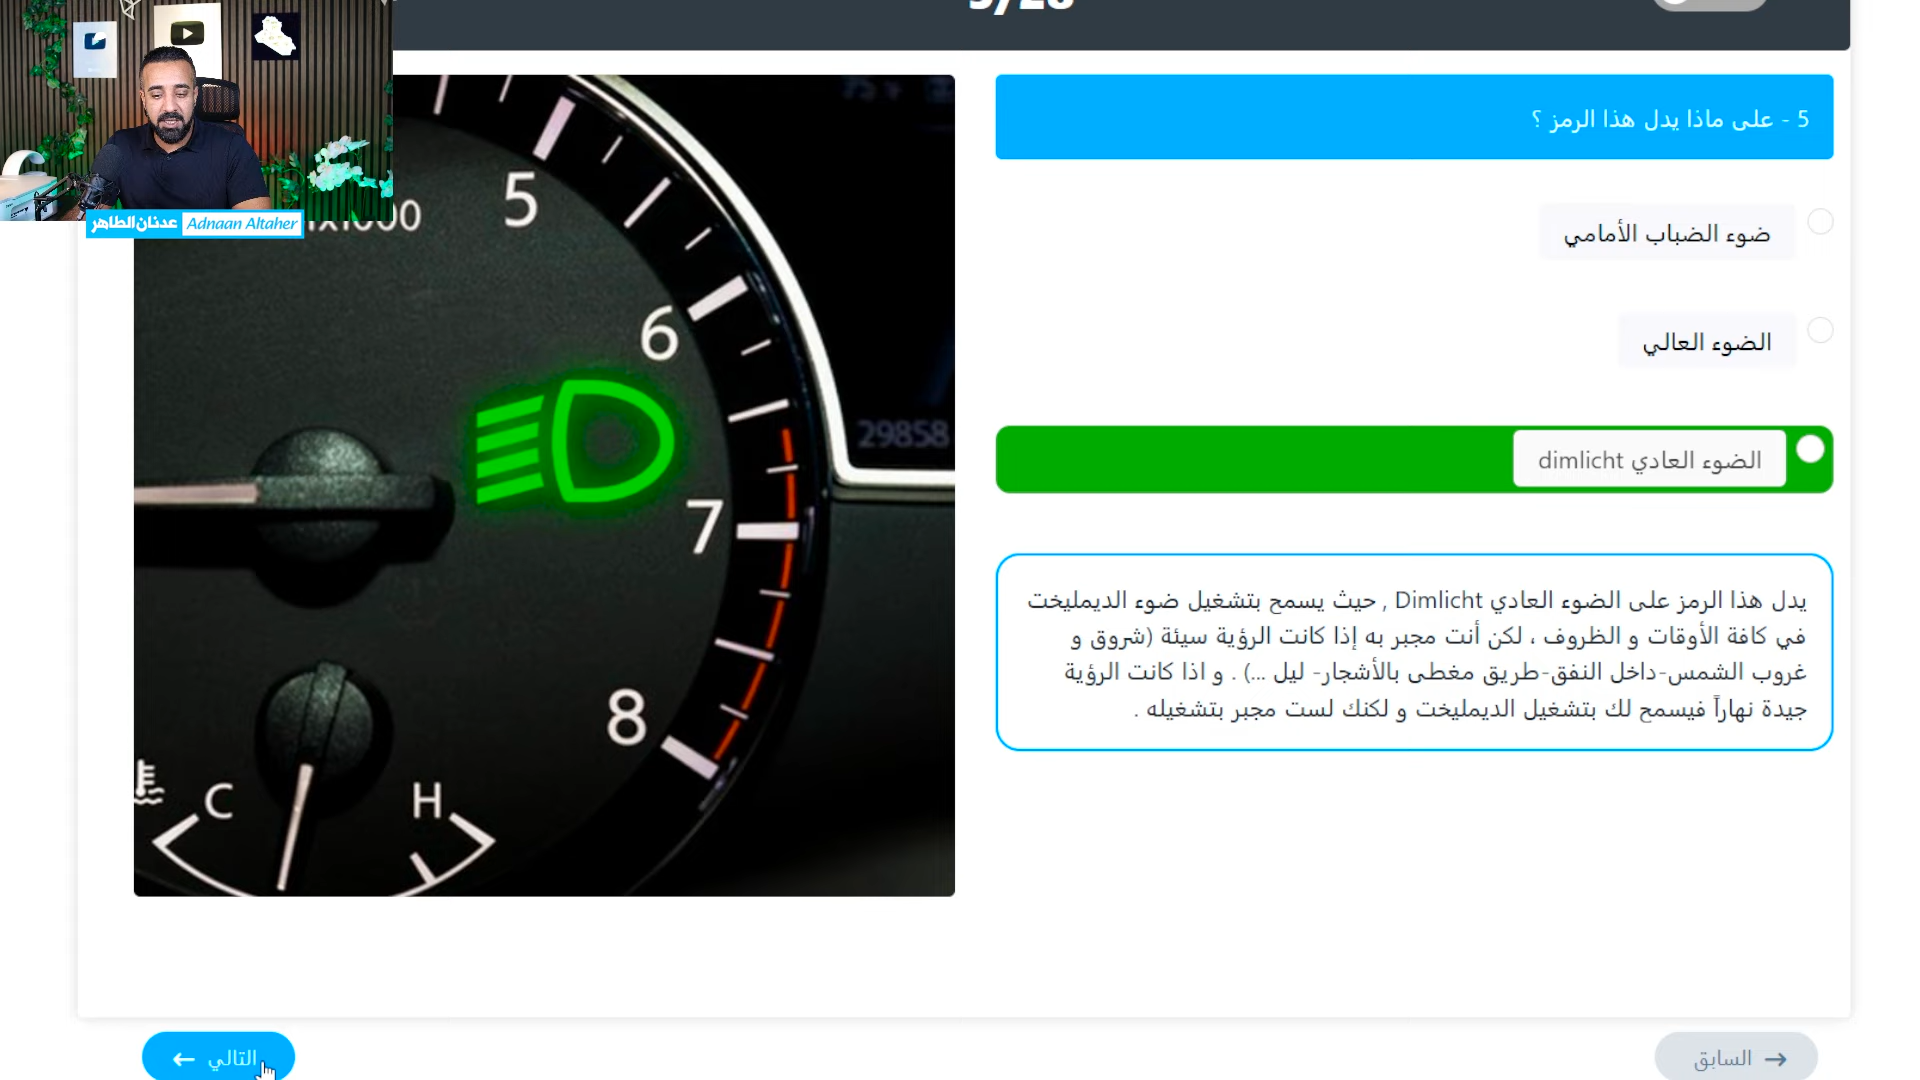 5 - على ماذا يدل هذا الرمز ؟
ضوء الضباب الأمامي
الضوء العالي
الضوء العادي dimlicht
يدل هذا الرمز على الضوء العادي Dimlicht , حيث يسمح بتشغيل ضوء الديمليخت
في كافة الأوقات و الظروف ، لكن أنت مجبر به إذا كانت الرؤية سيئة (شروق و
غروب الشمس-داخل النفق-طريق مغطى بالأشجار- ليل ...) . و اذا كانت الرؤية
جيدة نهاراً فيسمح لك بتشغيل الديمليخت و لكنك لست مجبر بتشغيله .
عدنان الطاهر Adnaan Altaher
5
6
7
8
29858
C
H
→ السابق
التالي ←